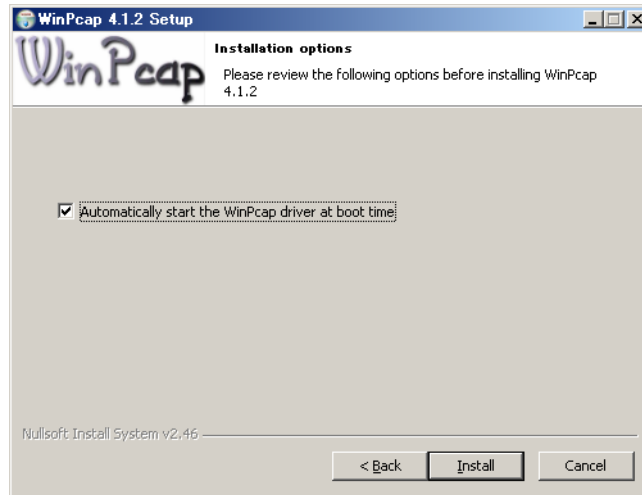 WinPcap 4.1.2 Setup
WinPcap
Installation options
Please review the following options before installing WinPcap
4.1.2
Automatically start the WinPcap driver at boot time
Nullsoft Install System v2.46
< Back
Install
Cancel